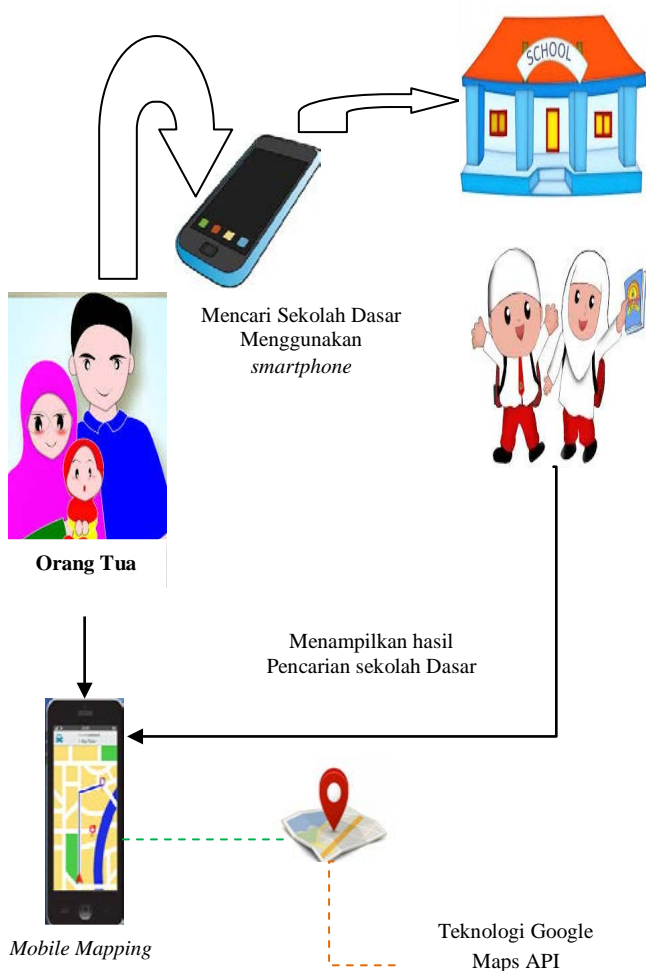 SCHOOL
Mencari Sekolah Dasar
Menggunakan
smartphone
Orang Tua
Menampilkan hasil
Pencarian sekolah Dasar
Mobile Mapping
Teknologi Google
Maps API